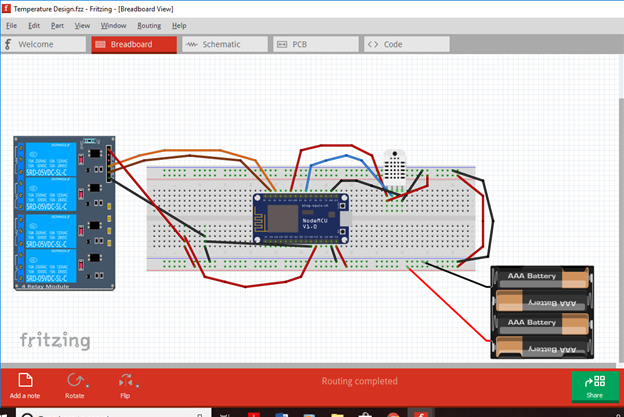 Temperature Design.fzz - Fritzing - [Breadboard View]
File Edit Part View Window Routing Help
Welcome Breadboard Schematic PCB Code
SRD-05VDC-SL-C
SRD-05VDC-SL-C
SRD-05VDC-SL-C
SRD-05VDC-SL-C
4 Relay Module
NodeMCU
V1.0
AAA Battery
AAA Battery
AAA Battery
AAA Battery
fritzing
Add a note Rotate Flip Routing completed Share